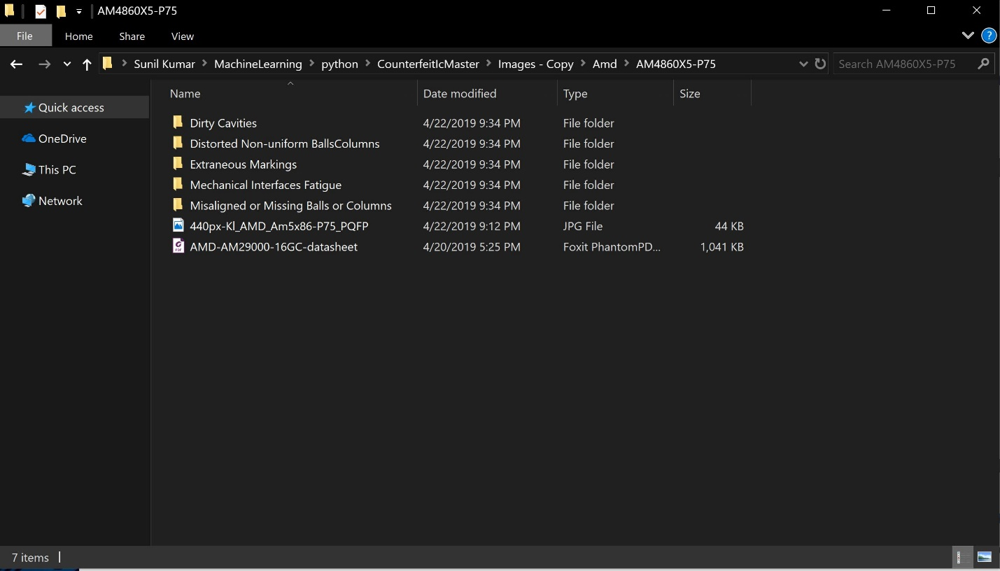 AM4860X5-P75
File Home Share View
Sunil Kumar > MachineLearning > python > CounterfeitIcMaster > Images - Copy > Amd > AM4860X5-P75 Search AM4860X5-P75
Name Date modified Type Size
Quick access
OneDrive
This PC
Network
Dirty Cavities 4/22/2019 9:34 PM File folder
Distorted Non-uniform BallsColumns 4/22/2019 9:34 PM File folder
Extraneous Markings 4/22/2019 9:34 PM File folder
Mechanical Interfaces Fatigue 4/22/2019 9:34 PM File folder
Misaligned or Missing Balls or Columns 4/22/2019 9:34 PM File folder
440px-Kl_AMD_Am5x86-P75_PQFP 4/22/2019 9:12 PM JPG File 44 KB
AMD-AM29000-16GC-datasheet 4/20/2019 5:25 PM Foxit PhantomPD... 1,041 KB
7 items